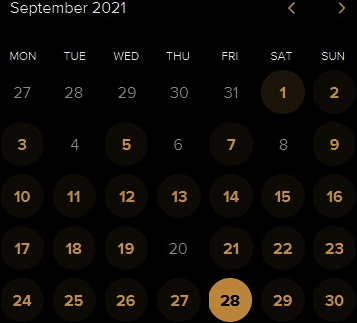 September 2021
MON TUE WED THU FRI SAT SUN
27 28 29 30 31 1 2
3 4 5 6 7 8 9
10 11 12 13 14 15 16
17 18 19 20 21 22 23
24 25 26 27 28 29 30